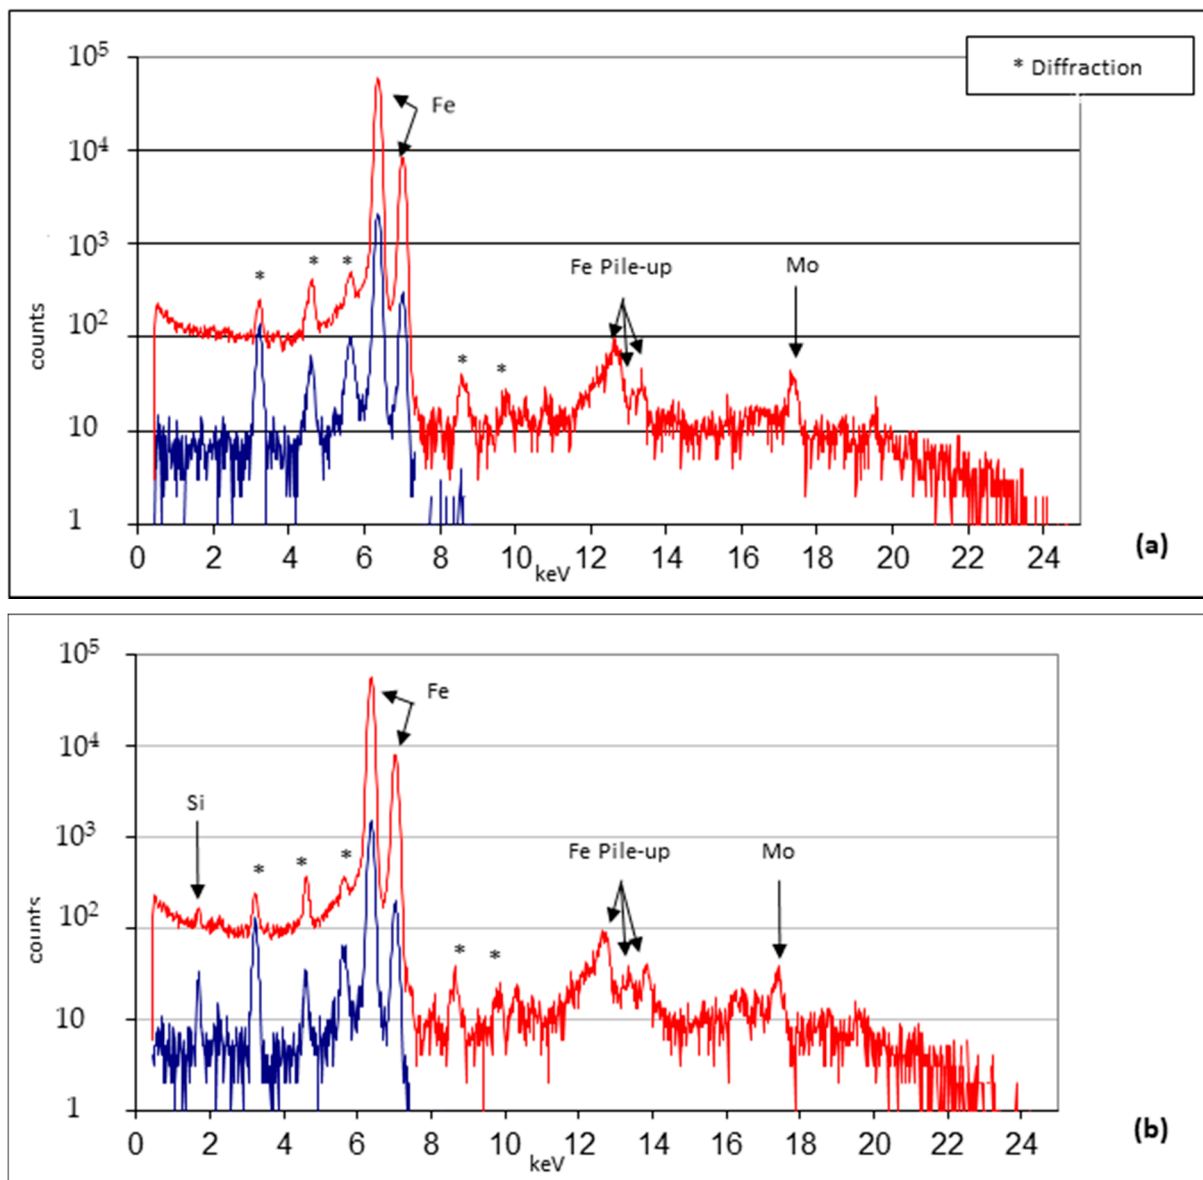 10⁵
* Diffraction
Fe
10⁴
10³
* * *
Fe Pile-up
Mo
counts
10²
* *
10
1
0 2 4 6 8 10 12 14 16 18 20 22 24
keV
(a)
10⁵
Fe
10⁴
Si
10³
Fe Pile-up
Mo
* * *
10²
counts
* *
10
1
0 2 4 6 8 10 12 14 16 18 20 22 24
keV
(b)